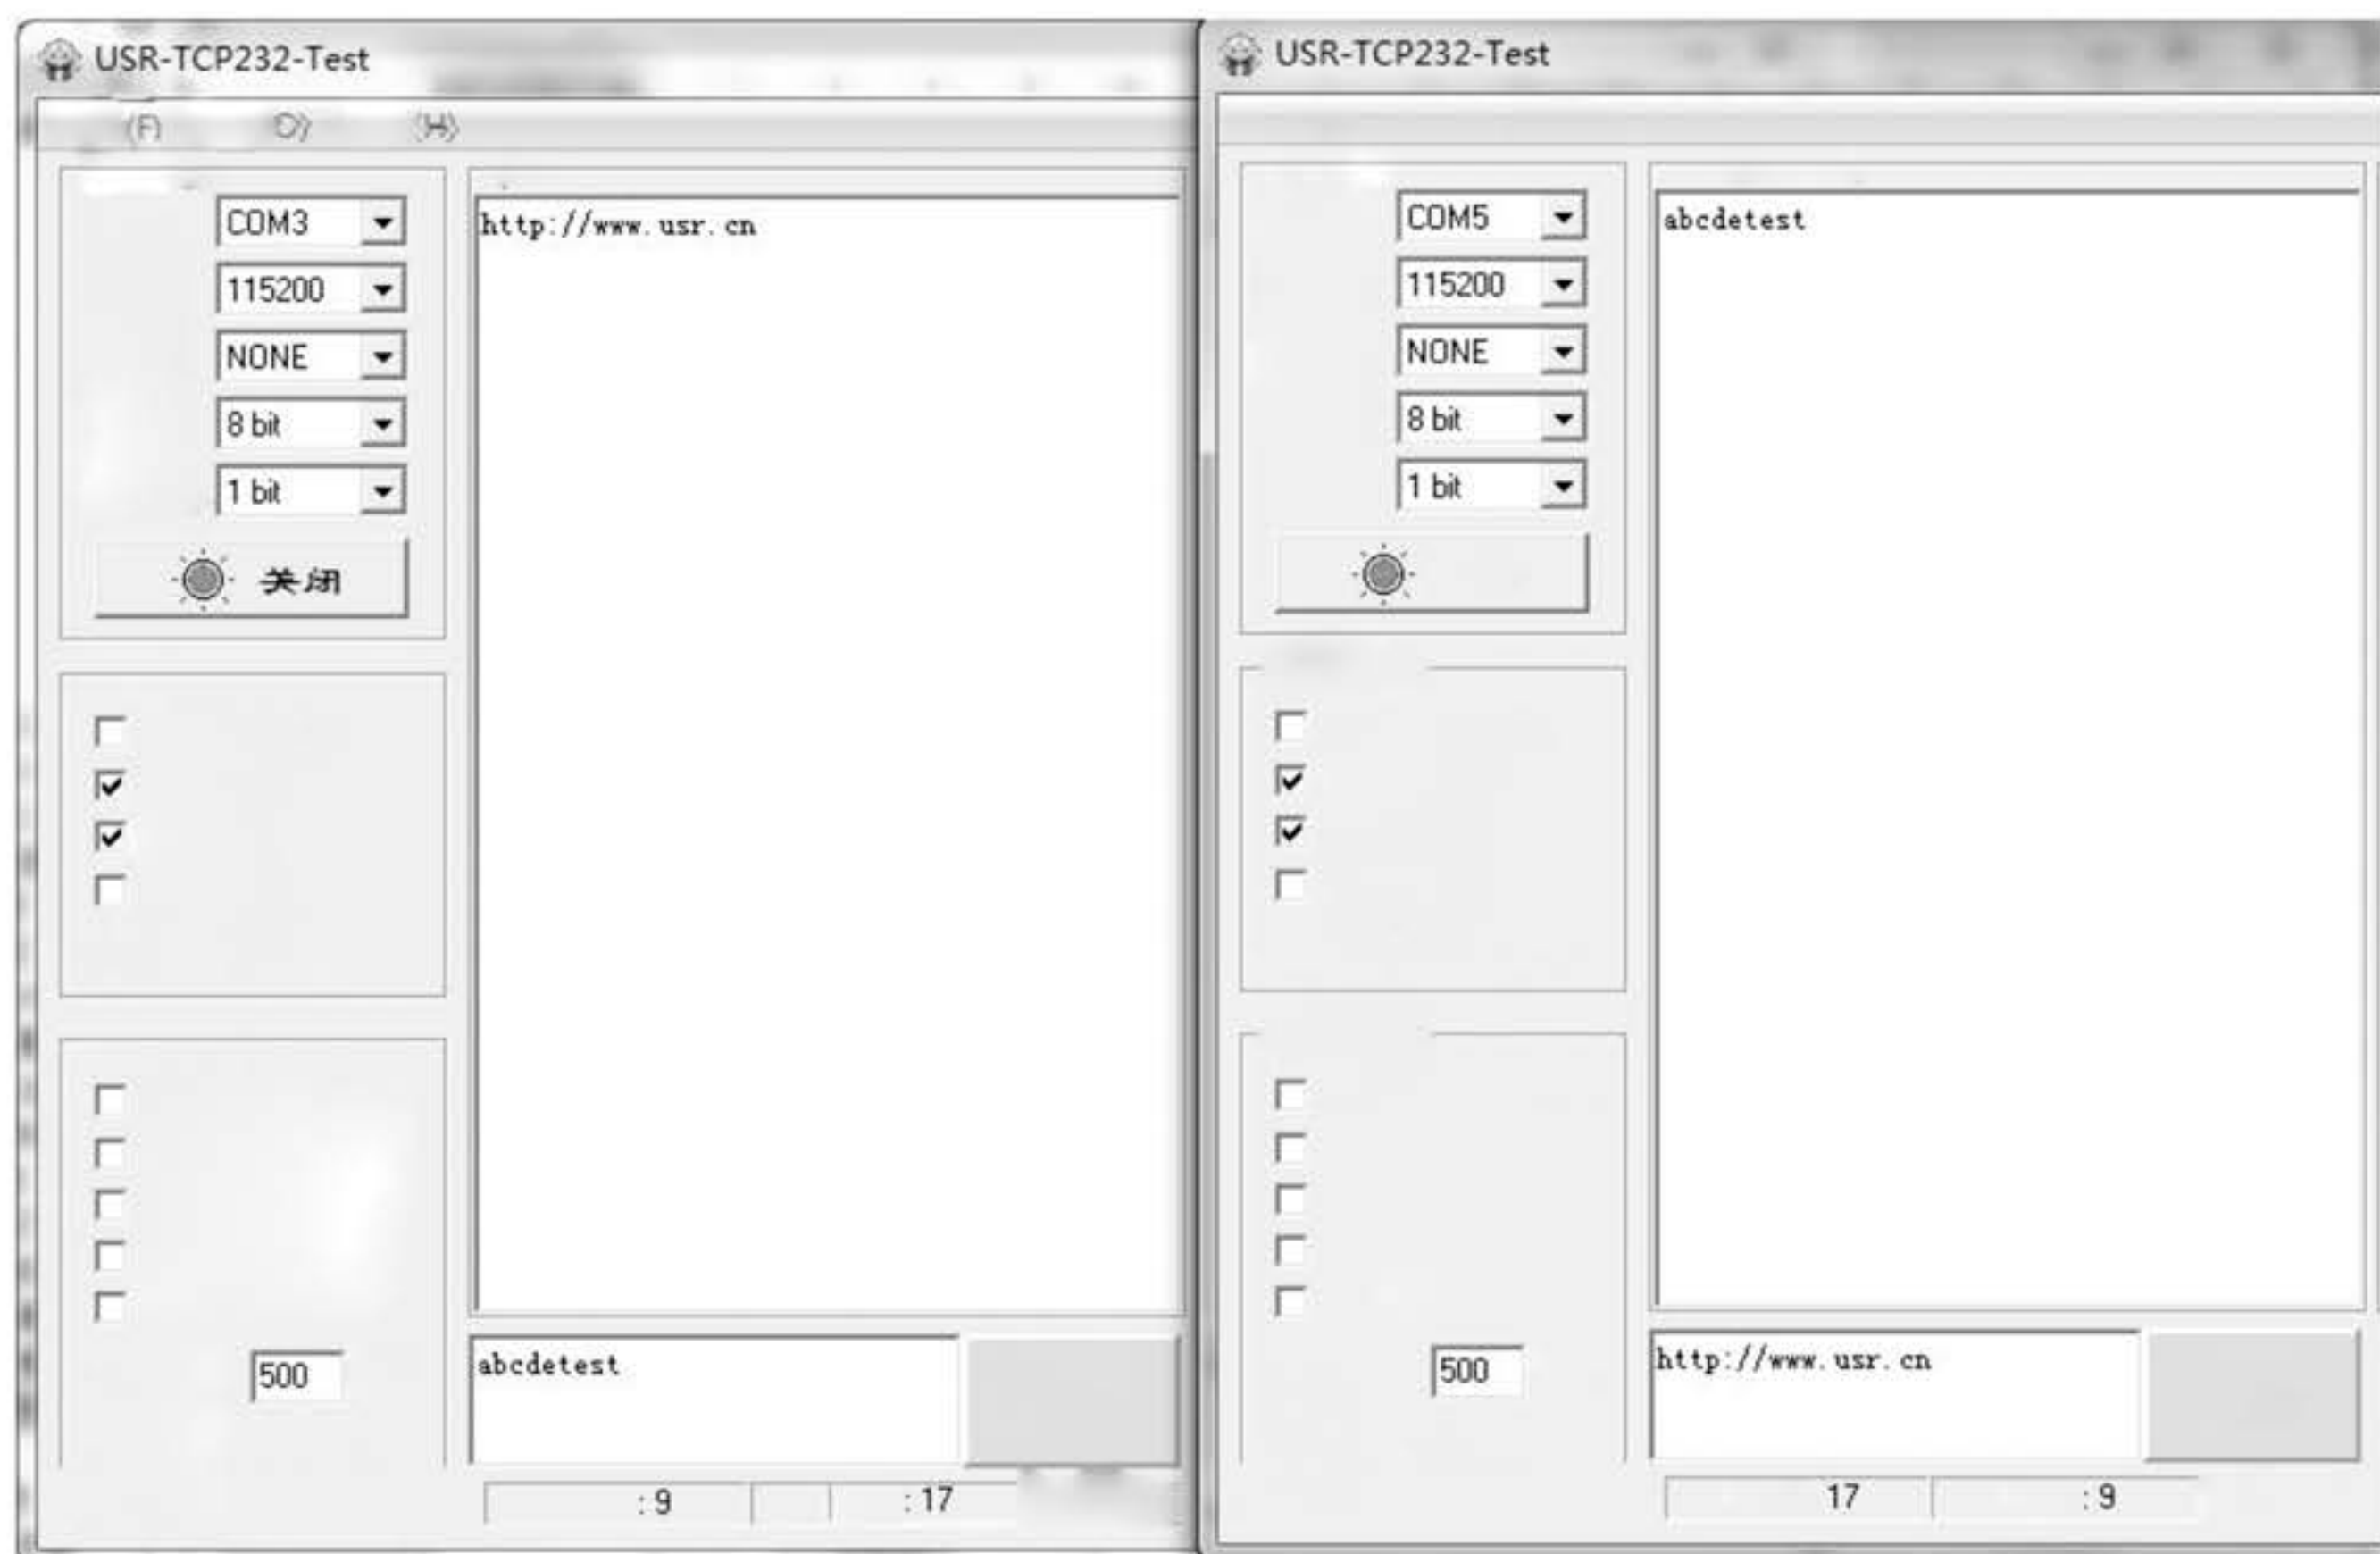 USR-TCP232-Test
(F)
(H)
COM3
http://www.usr.cn
115200
NONE
8 bit
1 bit
关闭
500
abcdetest
:9
:17
USR-TCP232-Test
COM5
abcdetest
115200
NONE
8 bit
1 bit
500
http://www.usr.cn
17
:9